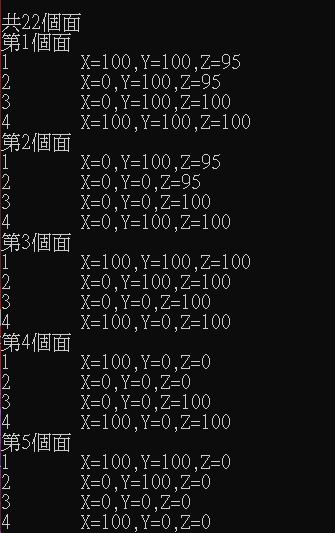 共22個面
第1個面
1 X=100,Y=100,Z=95
2 X=0,Y=100,Z=95
3 X=0,Y=100,Z=100
4 X=100,Y=100,Z=100
第2個面
1 X=0,Y=100,Z=95
2 X=0,Y=0,Z=95
3 X=0,Y=0,Z=100
4 X=0,Y=100,Z=100
第3個面
1 X=100,Y=100,Z=100
2 X=0,Y=100,Z=100
3 X=0,Y=0,Z=100
4 X=100,Y=0,Z=100
第4個面
1 X=100,Y=0,Z=0
2 X=0,Y=0,Z=0
3 X=0,Y=0,Z=100
4 X=100,Y=0,Z=100
第5個面
1 X=100,Y=100,Z=0
2 X=0,Y=100,Z=0
3 X=0,Y=0,Z=0
4 X=100,Y=0,Z=0